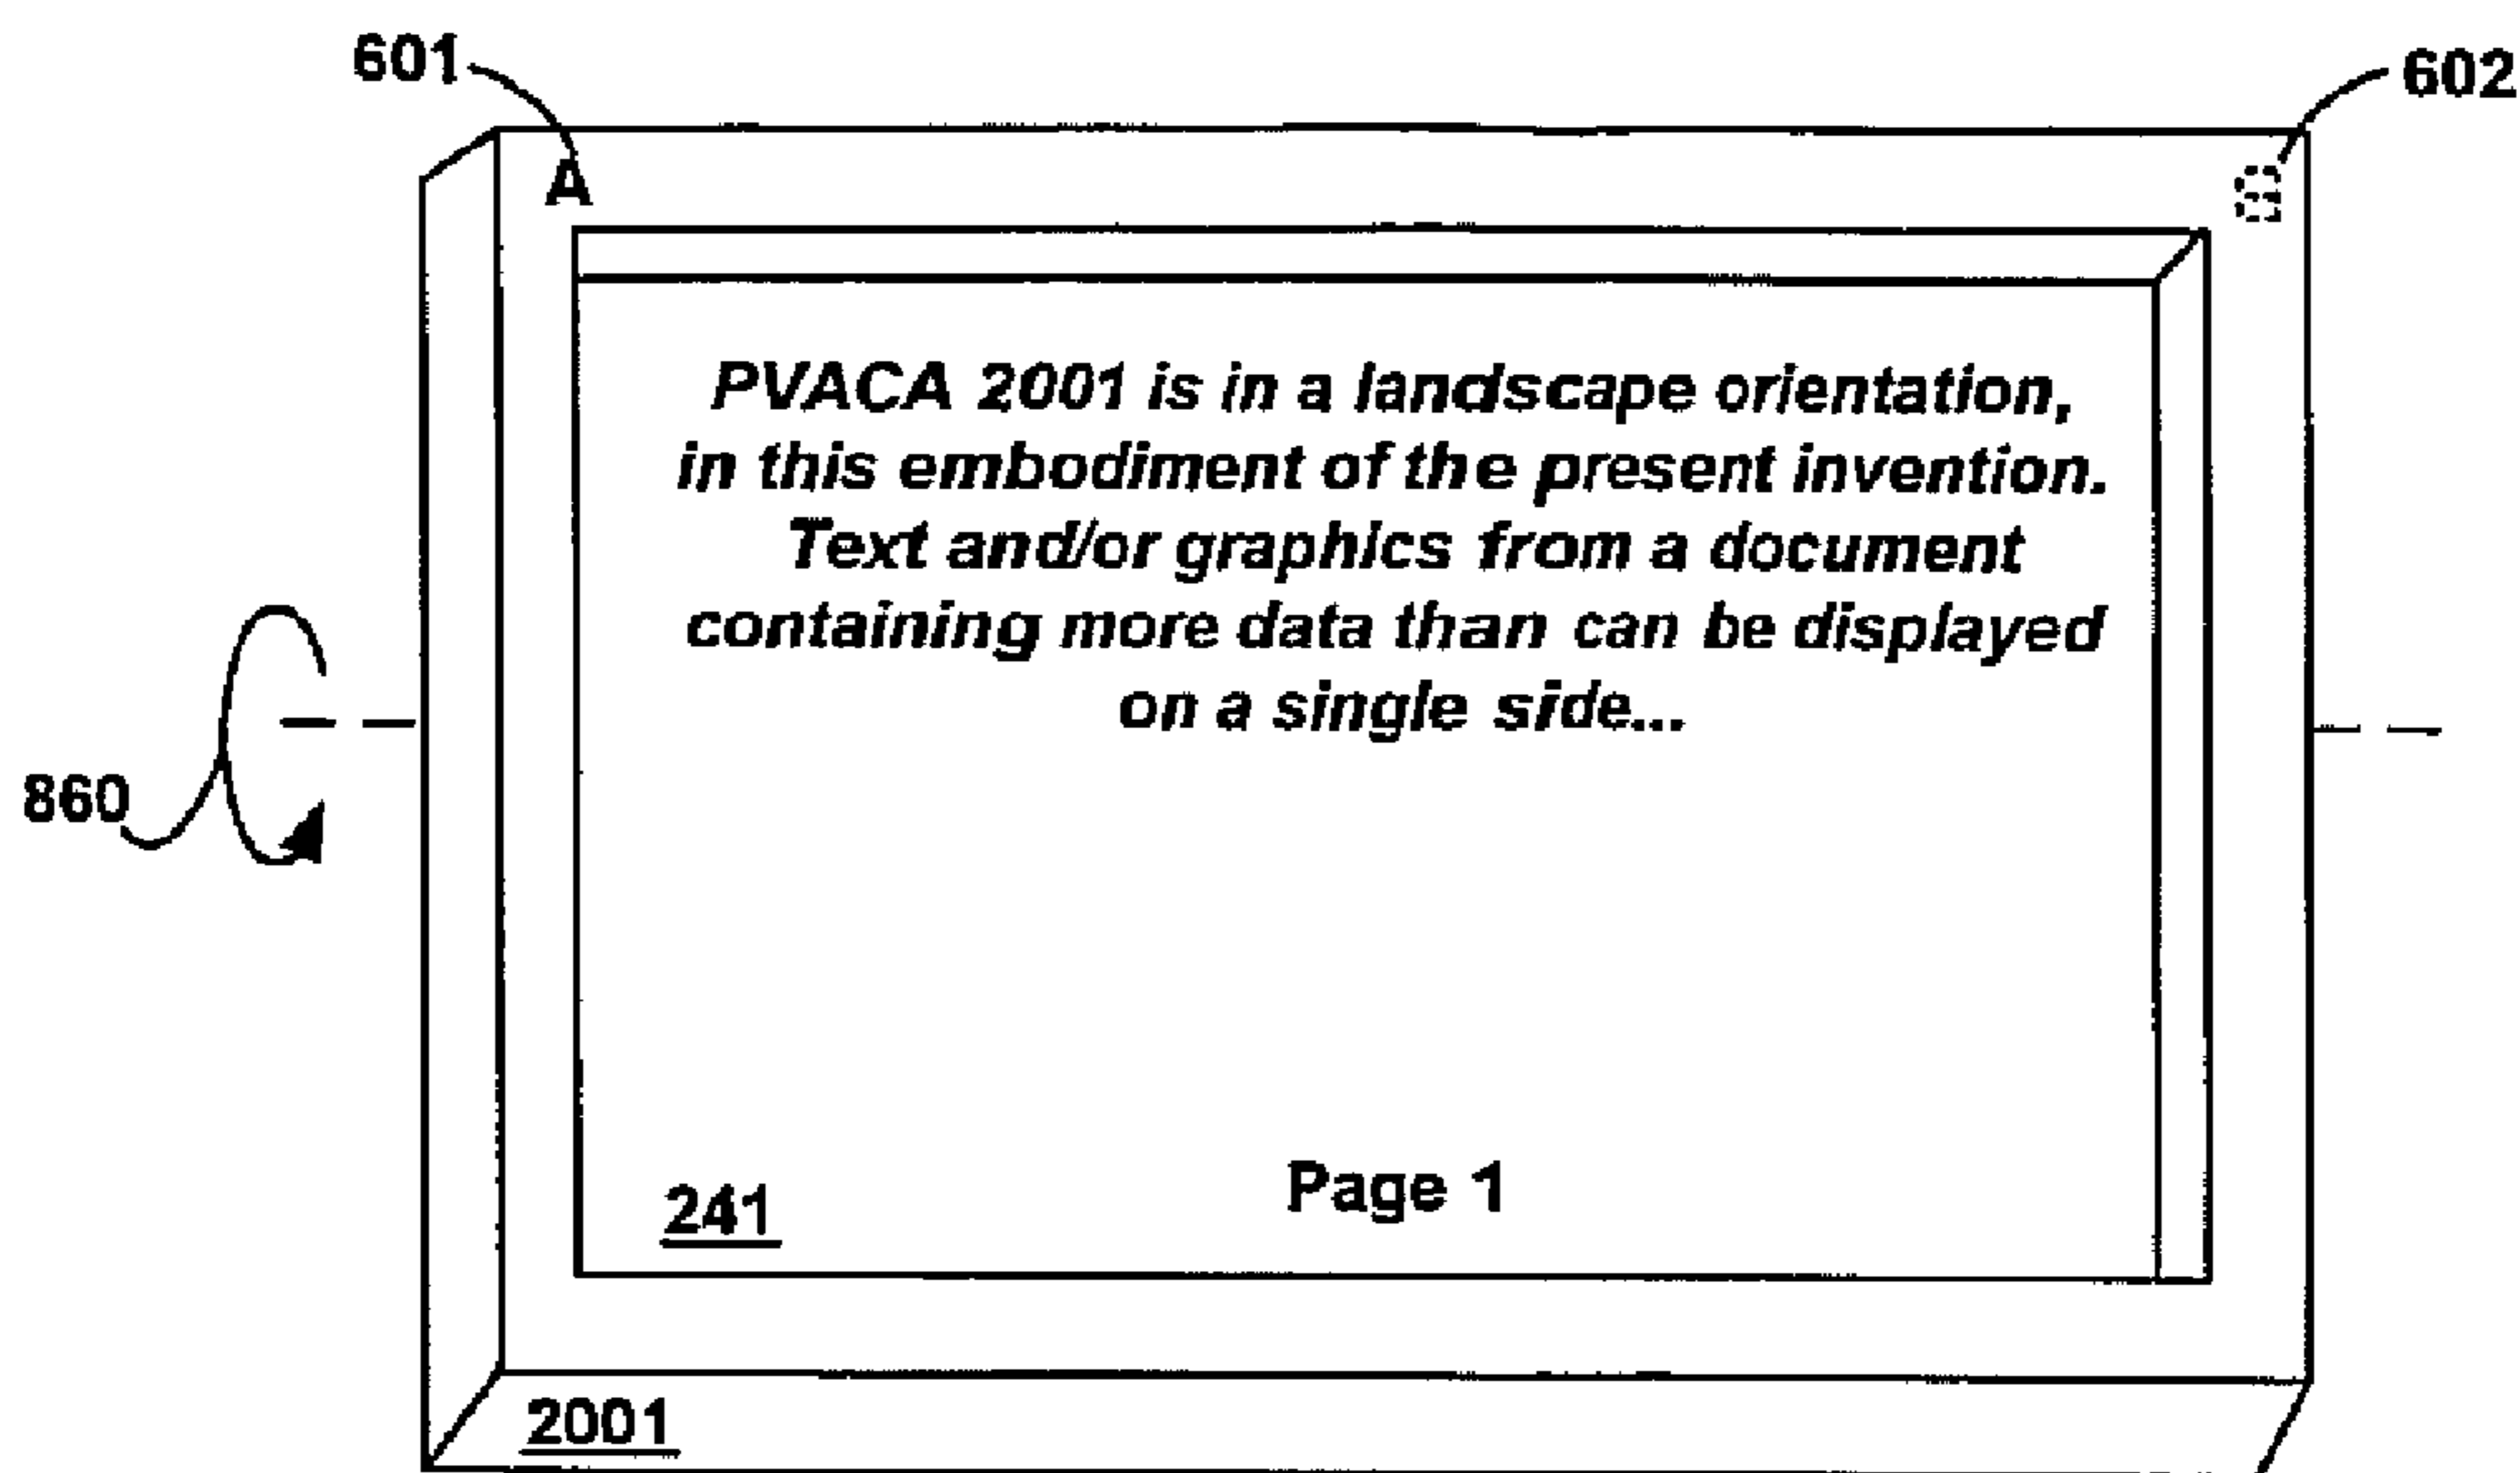 601
602
A
B
PVACA 2001 is in a landscape orientation,
in this embodiment of the present invention.
Text and/or graphics from a document
containing more data than can be displayed
on a single side...
860
Page 1
241
2001